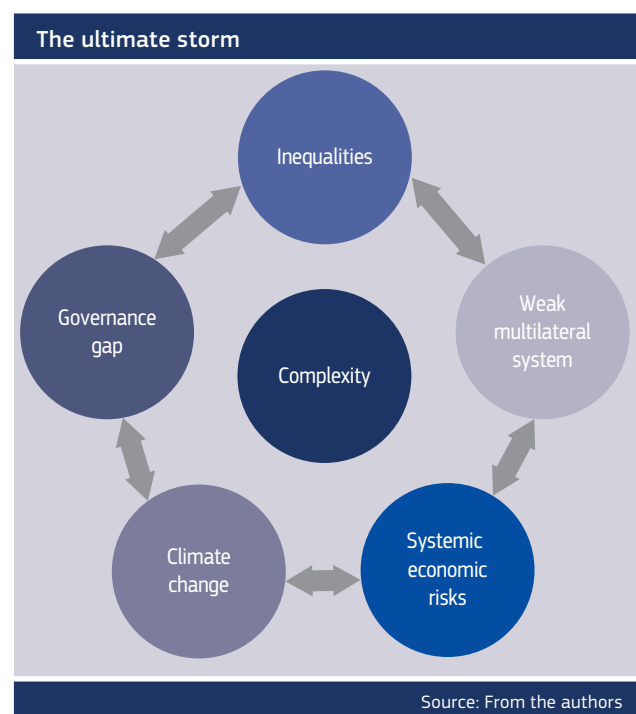 The ultimate storm
Inequalities
Governance
gap
Weak
multilateral
system
Complexity
Climate
change
Systemic
economic
risks
Source: From the authors